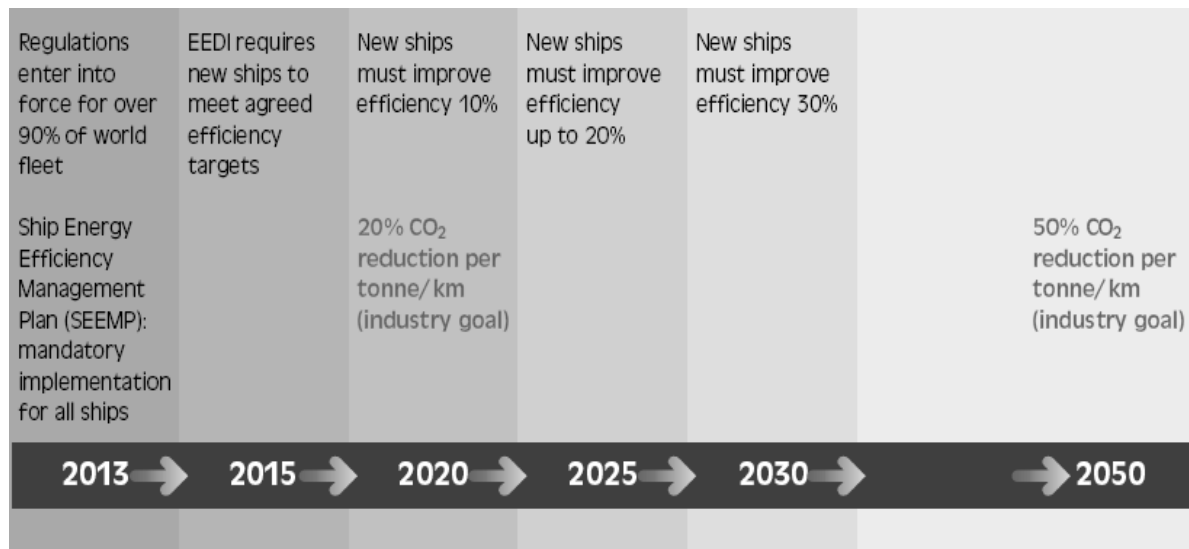 Regulations
enter into
force for over
90% of world
fleet
EEDI requires
new ships to
meet agreed
efficiency
targets
New ships
must improve
efficiency 10%
New ships
must improve
efficiency
up to 20%
New ships
must improve
efficiency 30%
Ship Energy
Efficiency
Management
Plan (SEEMP):
mandatory
implementation
for all ships
20% CO₂
reduction per
tonne/km
(industry goal)
50% CO₂
reduction per
tonne/km
(industry goal)
2013 2015 2020 2025 2030 2050